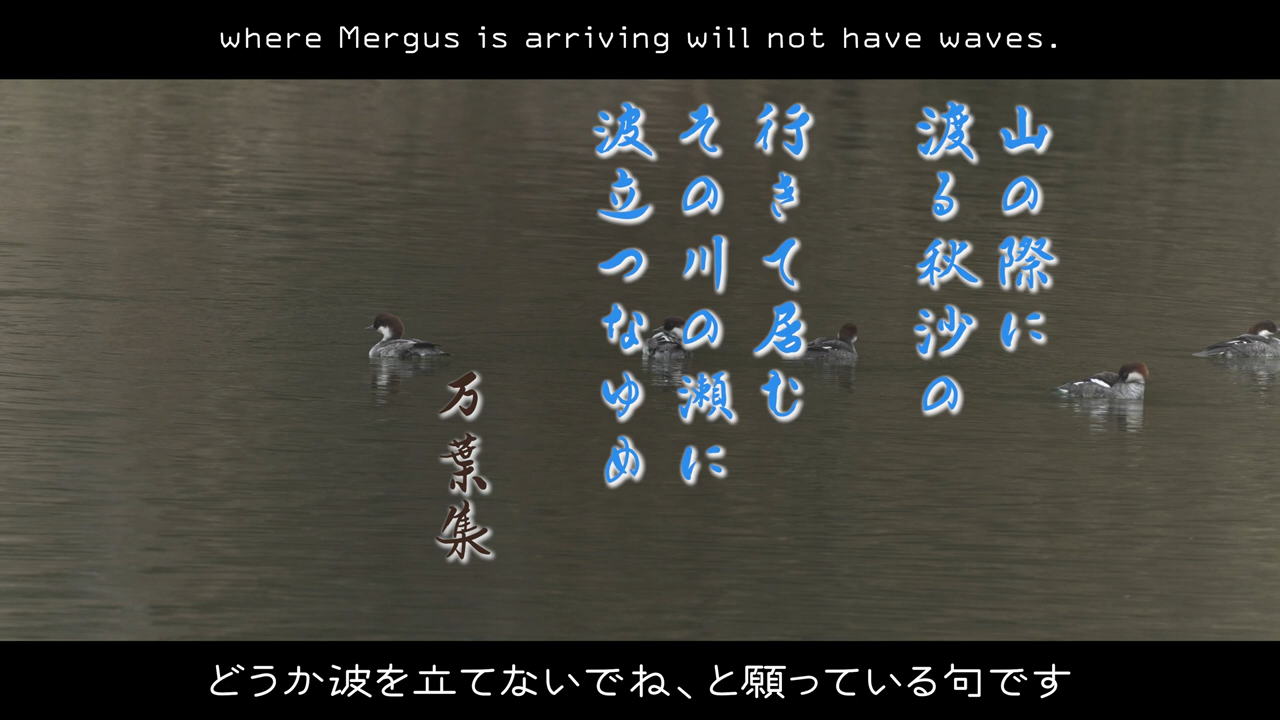 where Mergus is arriving will not have waves.
山の際に
渡る秋沙の
行きて居む
その川の瀬に
波立つなゆめ
万葉集
どうか波を立てないでね、と願っている句です